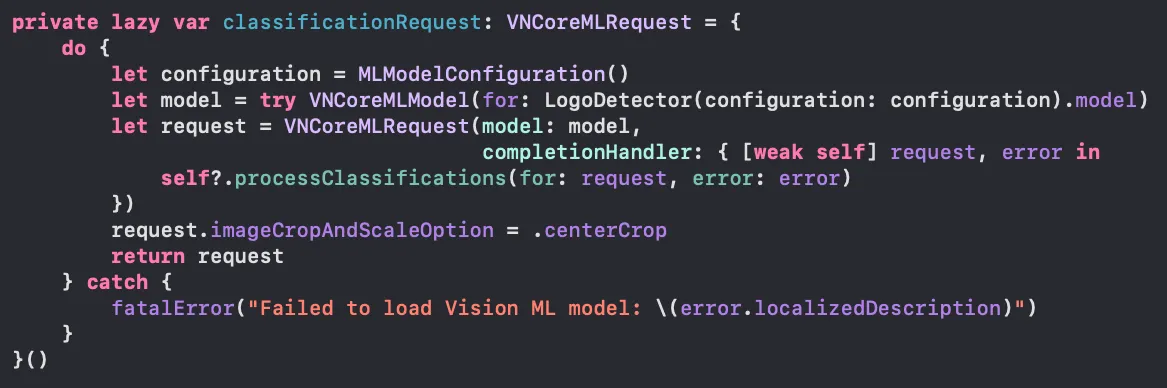 private lazy var classificationRequest: VNCoreMLRequest = {
    do {
        let configuration = MLModelConfiguration()
        let model = try VNCoreMLModel(for: LogoDetector(configuration: configuration).model)
        let request = VNCoreMLRequest(model: model,
                                      completionHandler: { [weak self] request, error in
            self?.processClassifications(for: request, error: error)
        })
        request.imageCropAndScaleOption = .centerCrop
        return request
    } catch {
        fatalError("Failed to load Vision ML model: \(error.localizedDescription)")
    }
}()